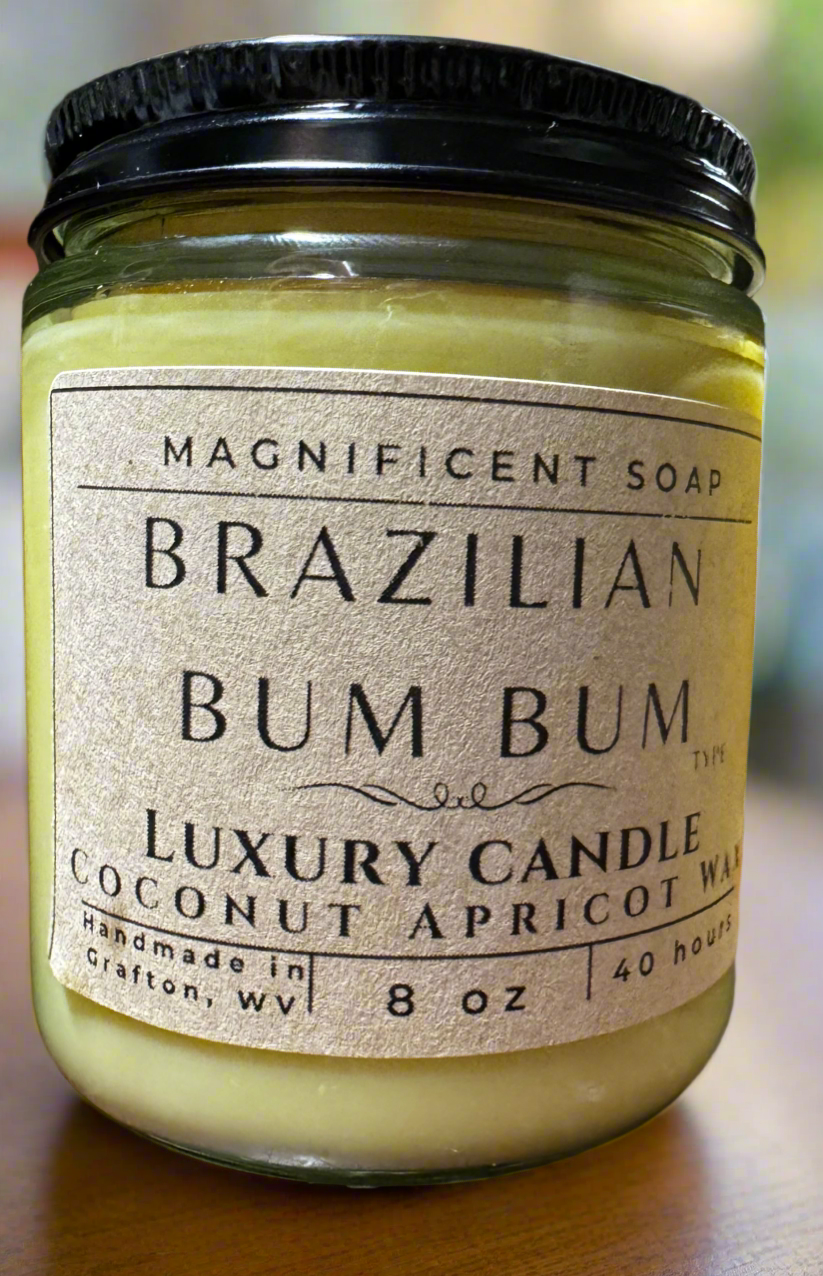 MAGNIFICENT SOAP
BRAZILIAN
BUM BUM
TYPE
LUXURY CANDLE
COCONUT APRICOT WAX
Handmade in
Grafton, WV
8 oz
40 hours